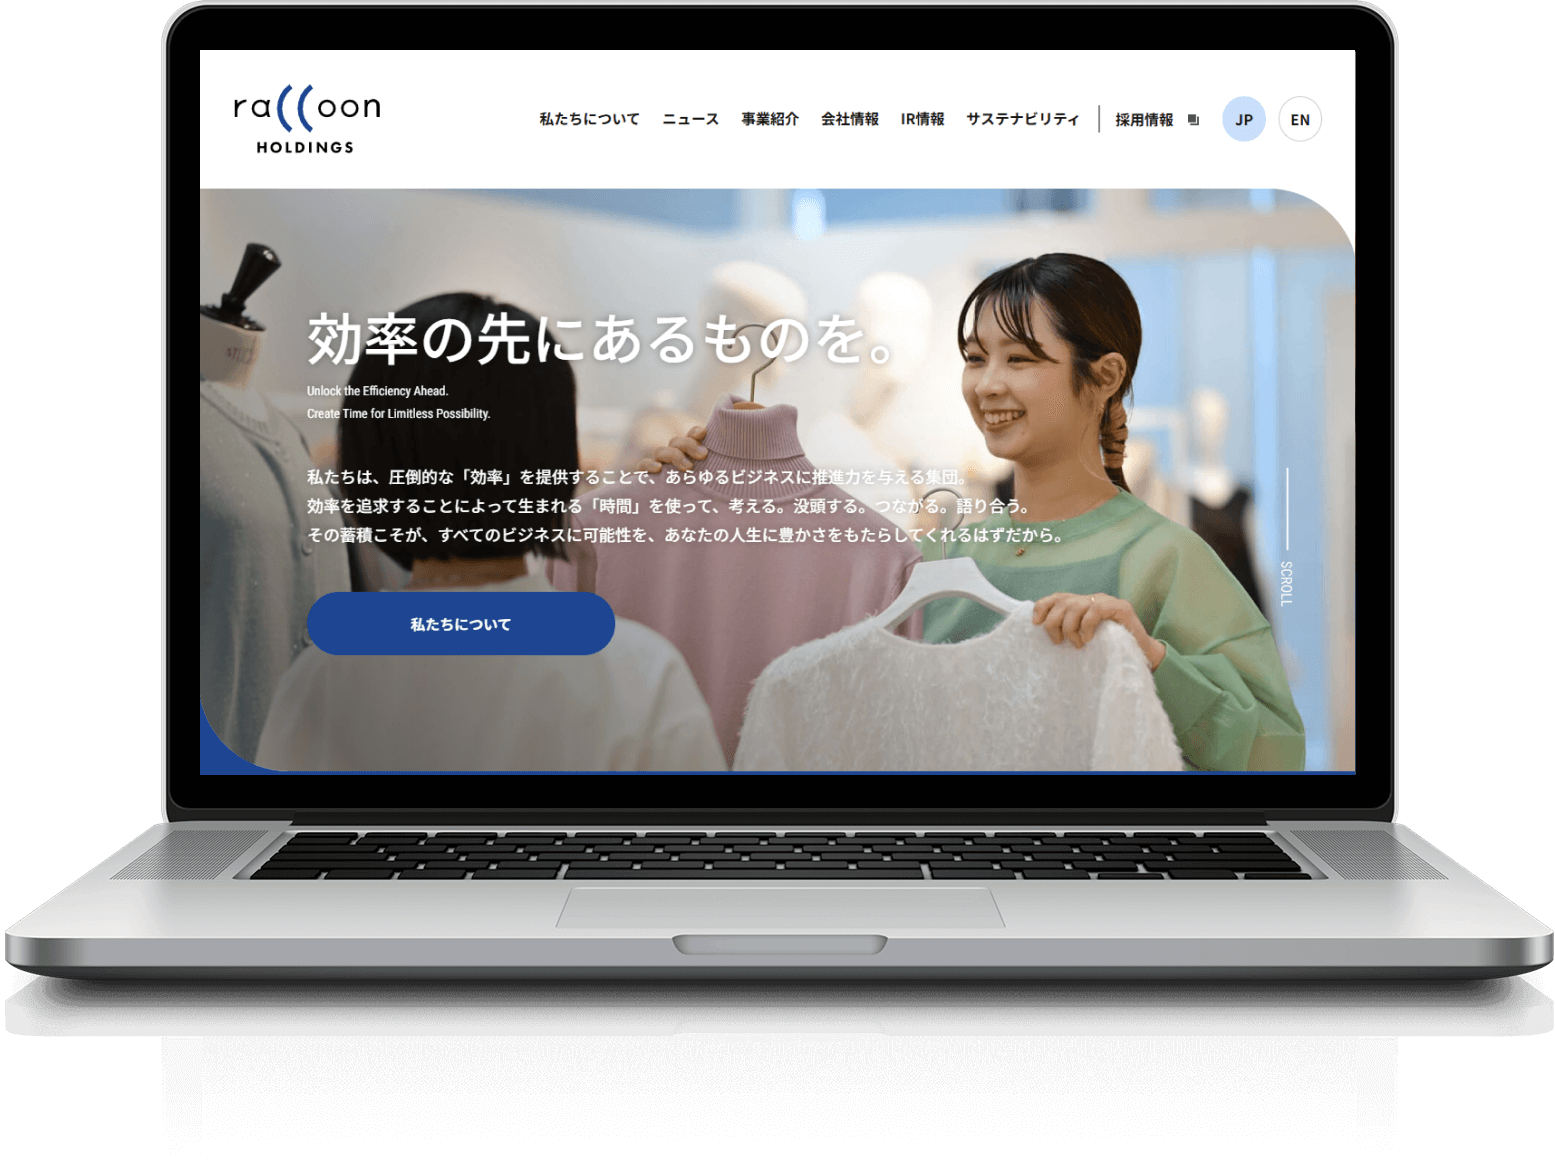 raccoon
HOLDINGS
私たちについて ニュース 事業紹介 会社情報 IR情報 サステナビリティ 採用情報 JP EN
効率の先にあるものを。
Unlock the Efficiency Ahead.
Create Time for Limitless Possibility.
私たちは、圧倒的な「効率」を提供することで、あらゆるビジネスに推進力を与える集団。
効率を追求することによって生まれる「時間」を使って、考える。没頭する。つながる。語り合う。
その蓄積こそが、すべてのビジネスに可能性を、あなたの人生に豊かさをもたらしてくれるはずだから。
私たちについて
SCROLL